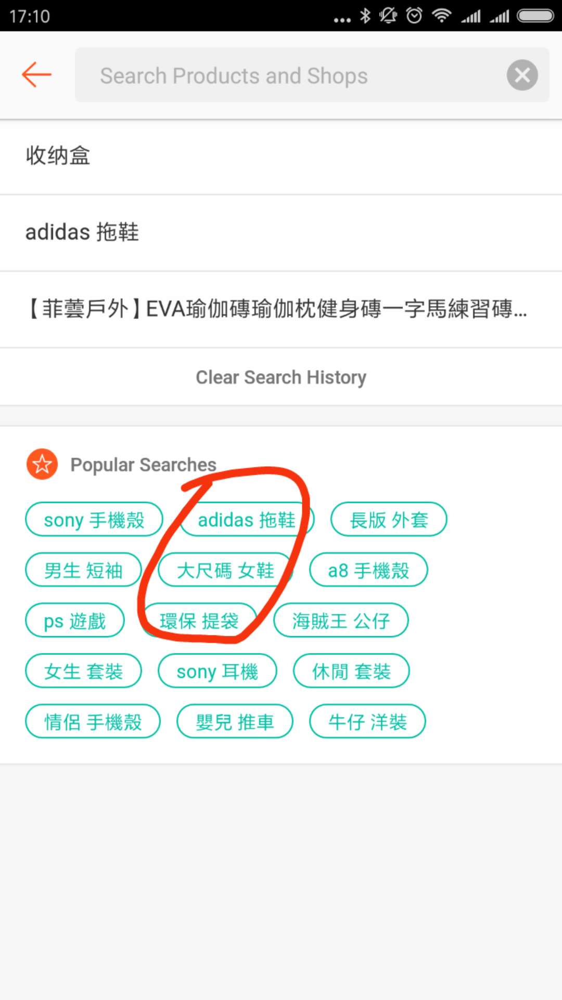 17:10
Search Products and Shops
收纳盒
adidas 拖鞋
【菲蕓戶外】EVA瑜伽磚瑜伽枕健身磚一字馬練習磚...
Clear Search History
Popular Searches
sony 手機殼 adidas 拖鞋 長版 外套
男生 短袖 大尺碼 女鞋 a8 手機殼
ps 遊戲 環保 提袋 海賊王 公仔
女生 套裝 sony 耳機 休閒 套裝
情侶 手機殼 嬰兒 推車 牛仔 洋裝